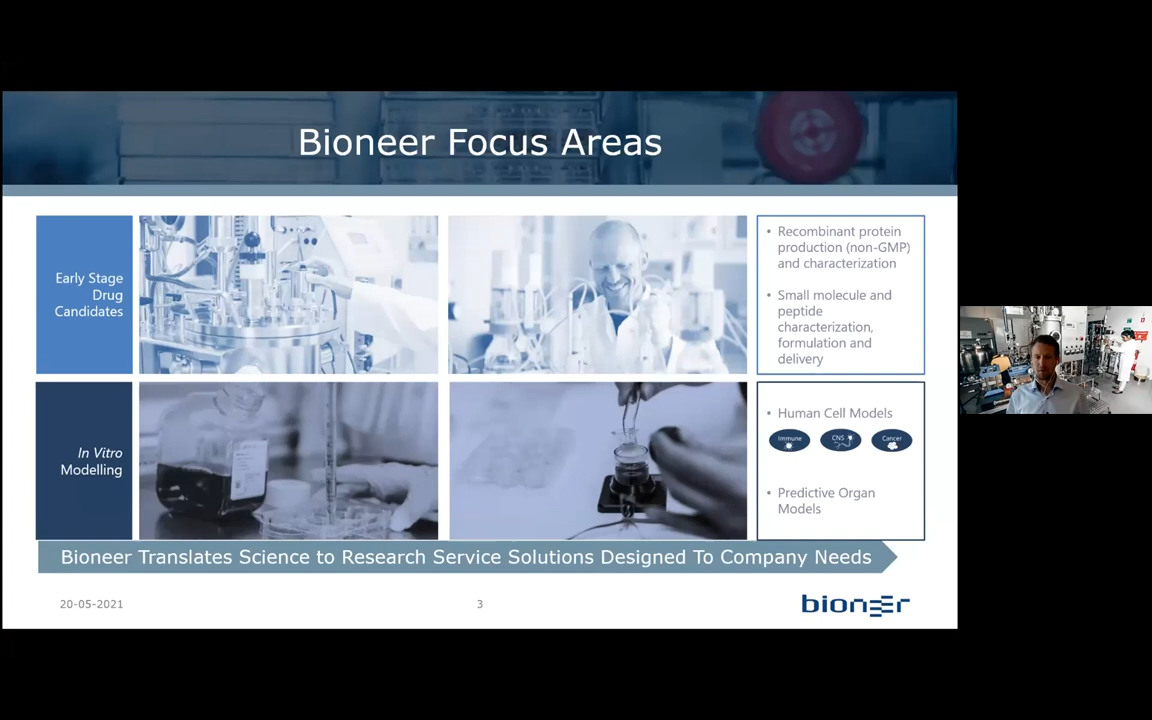 Bioneer Focus Areas
Early Stage
Drug
Candidates
• Recombinant protein
production (non-GMP)
and characterization
• Small molecule and
peptide
characterization,
formulation and
delivery
In Vitro
Modelling
• Human Cell Models
Immune
CNS
Cancer
• Predictive Organ
Models
Bioneer Translates Science to Research Service Solutions Designed To Company Needs
20-05-2021
3
bioneer